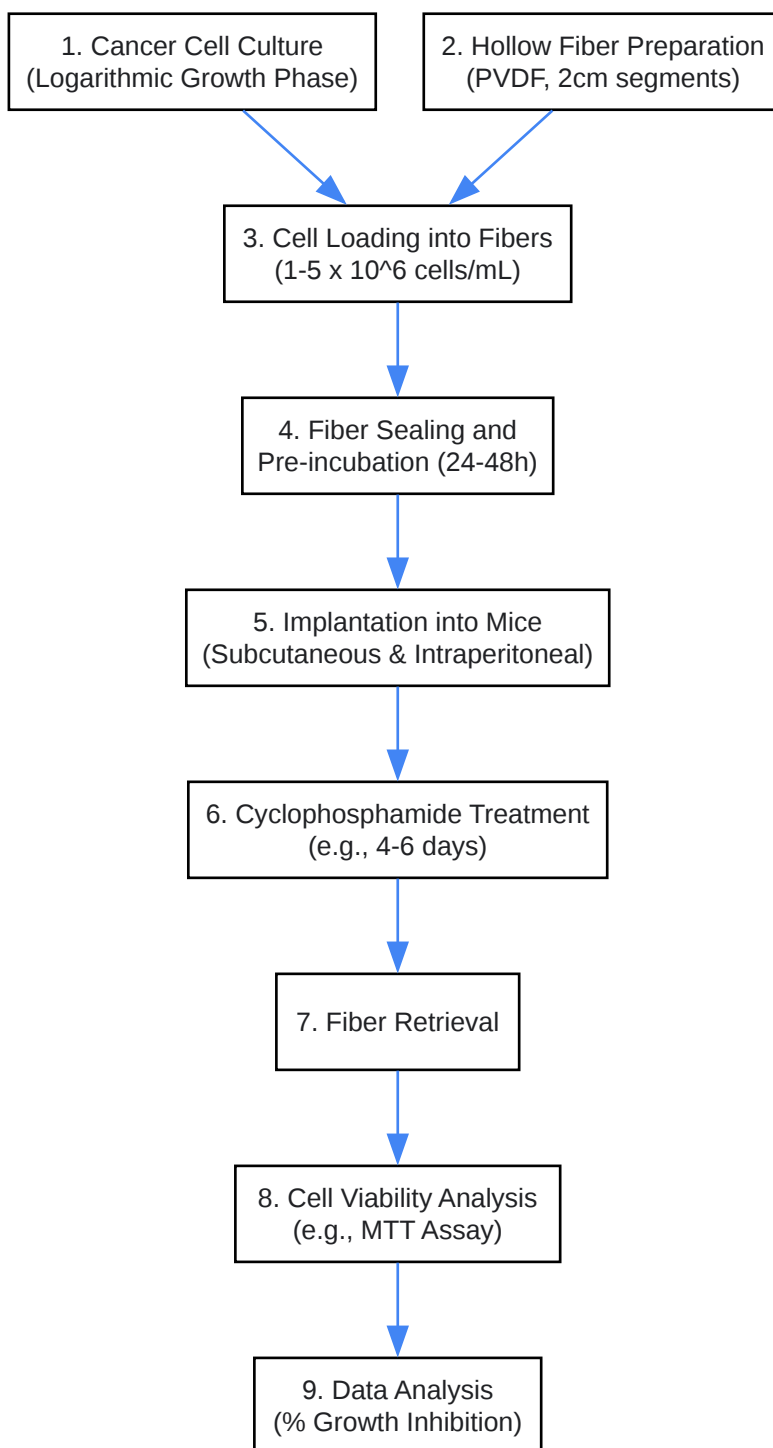 1. Cancer Cell Culture
(Logarithmic Growth Phase)
2. Hollow Fiber Preparation
(PVDF, 2cm segments)
3. Cell Loading into Fibers
(1-5 x 10^6 cells/mL)
4. Fiber Sealing and
Pre-incubation (24-48h)
5. Implantation into Mice
(Subcutaneous & Intraperitoneal)
6. Cyclophosphamide Treatment
(e.g., 4-6 days)
7. Fiber Retrieval
8. Cell Viability Analysis
(e.g., MTT Assay)
9. Data Analysis
(% Growth Inhibition)